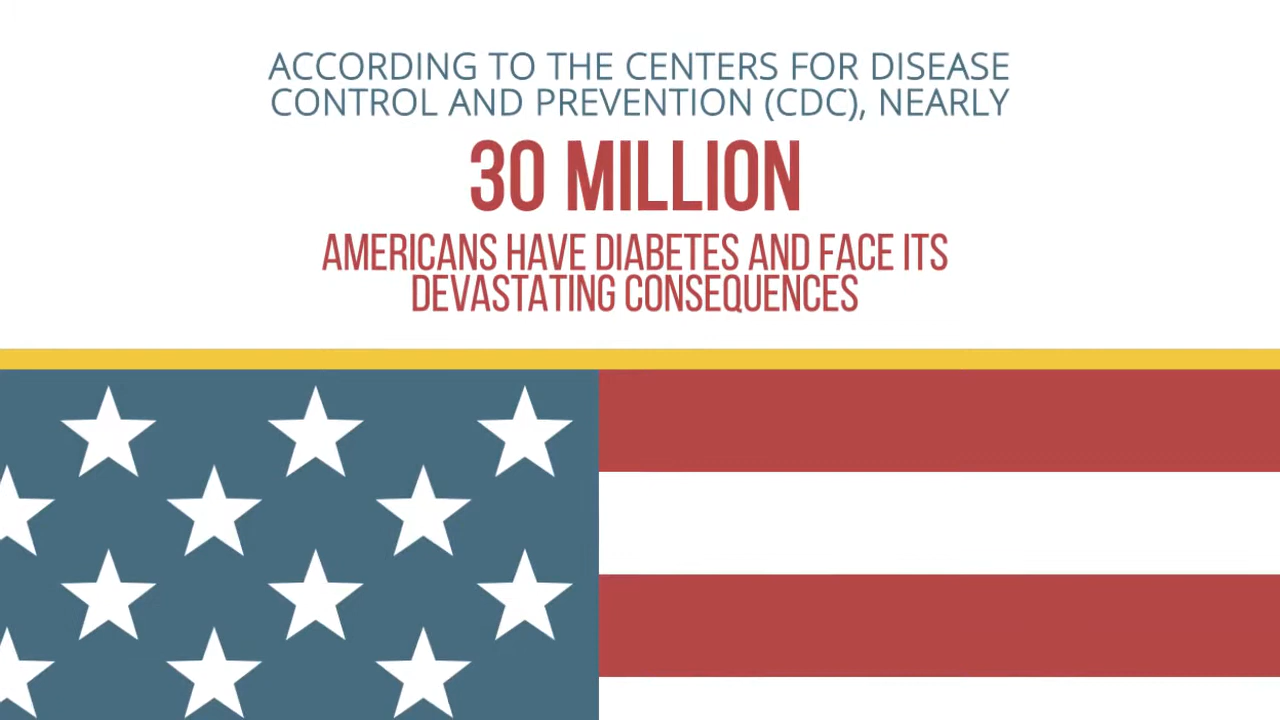 ACCORDING TO THE CENTERS FOR DISEASE
CONTROL AND PREVENTION (CDC), NEARLY
30 MILLION
AMERICANS HAVE DIABETES AND FACE ITS
DEVASTATING CONSEQUENCES